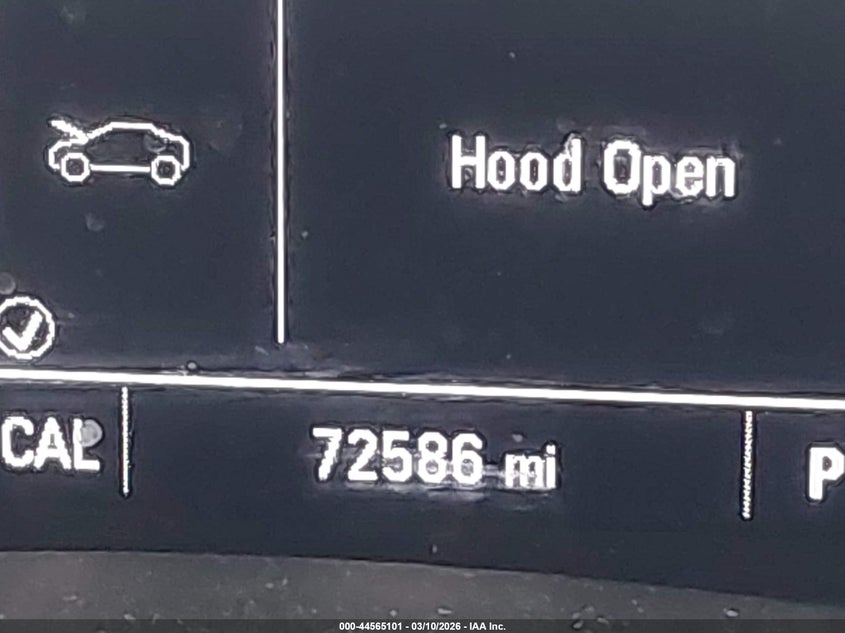 Hood Open
CAL
72586 mi
P
000-44565101 - 03/10/2026 - IAA Inc.